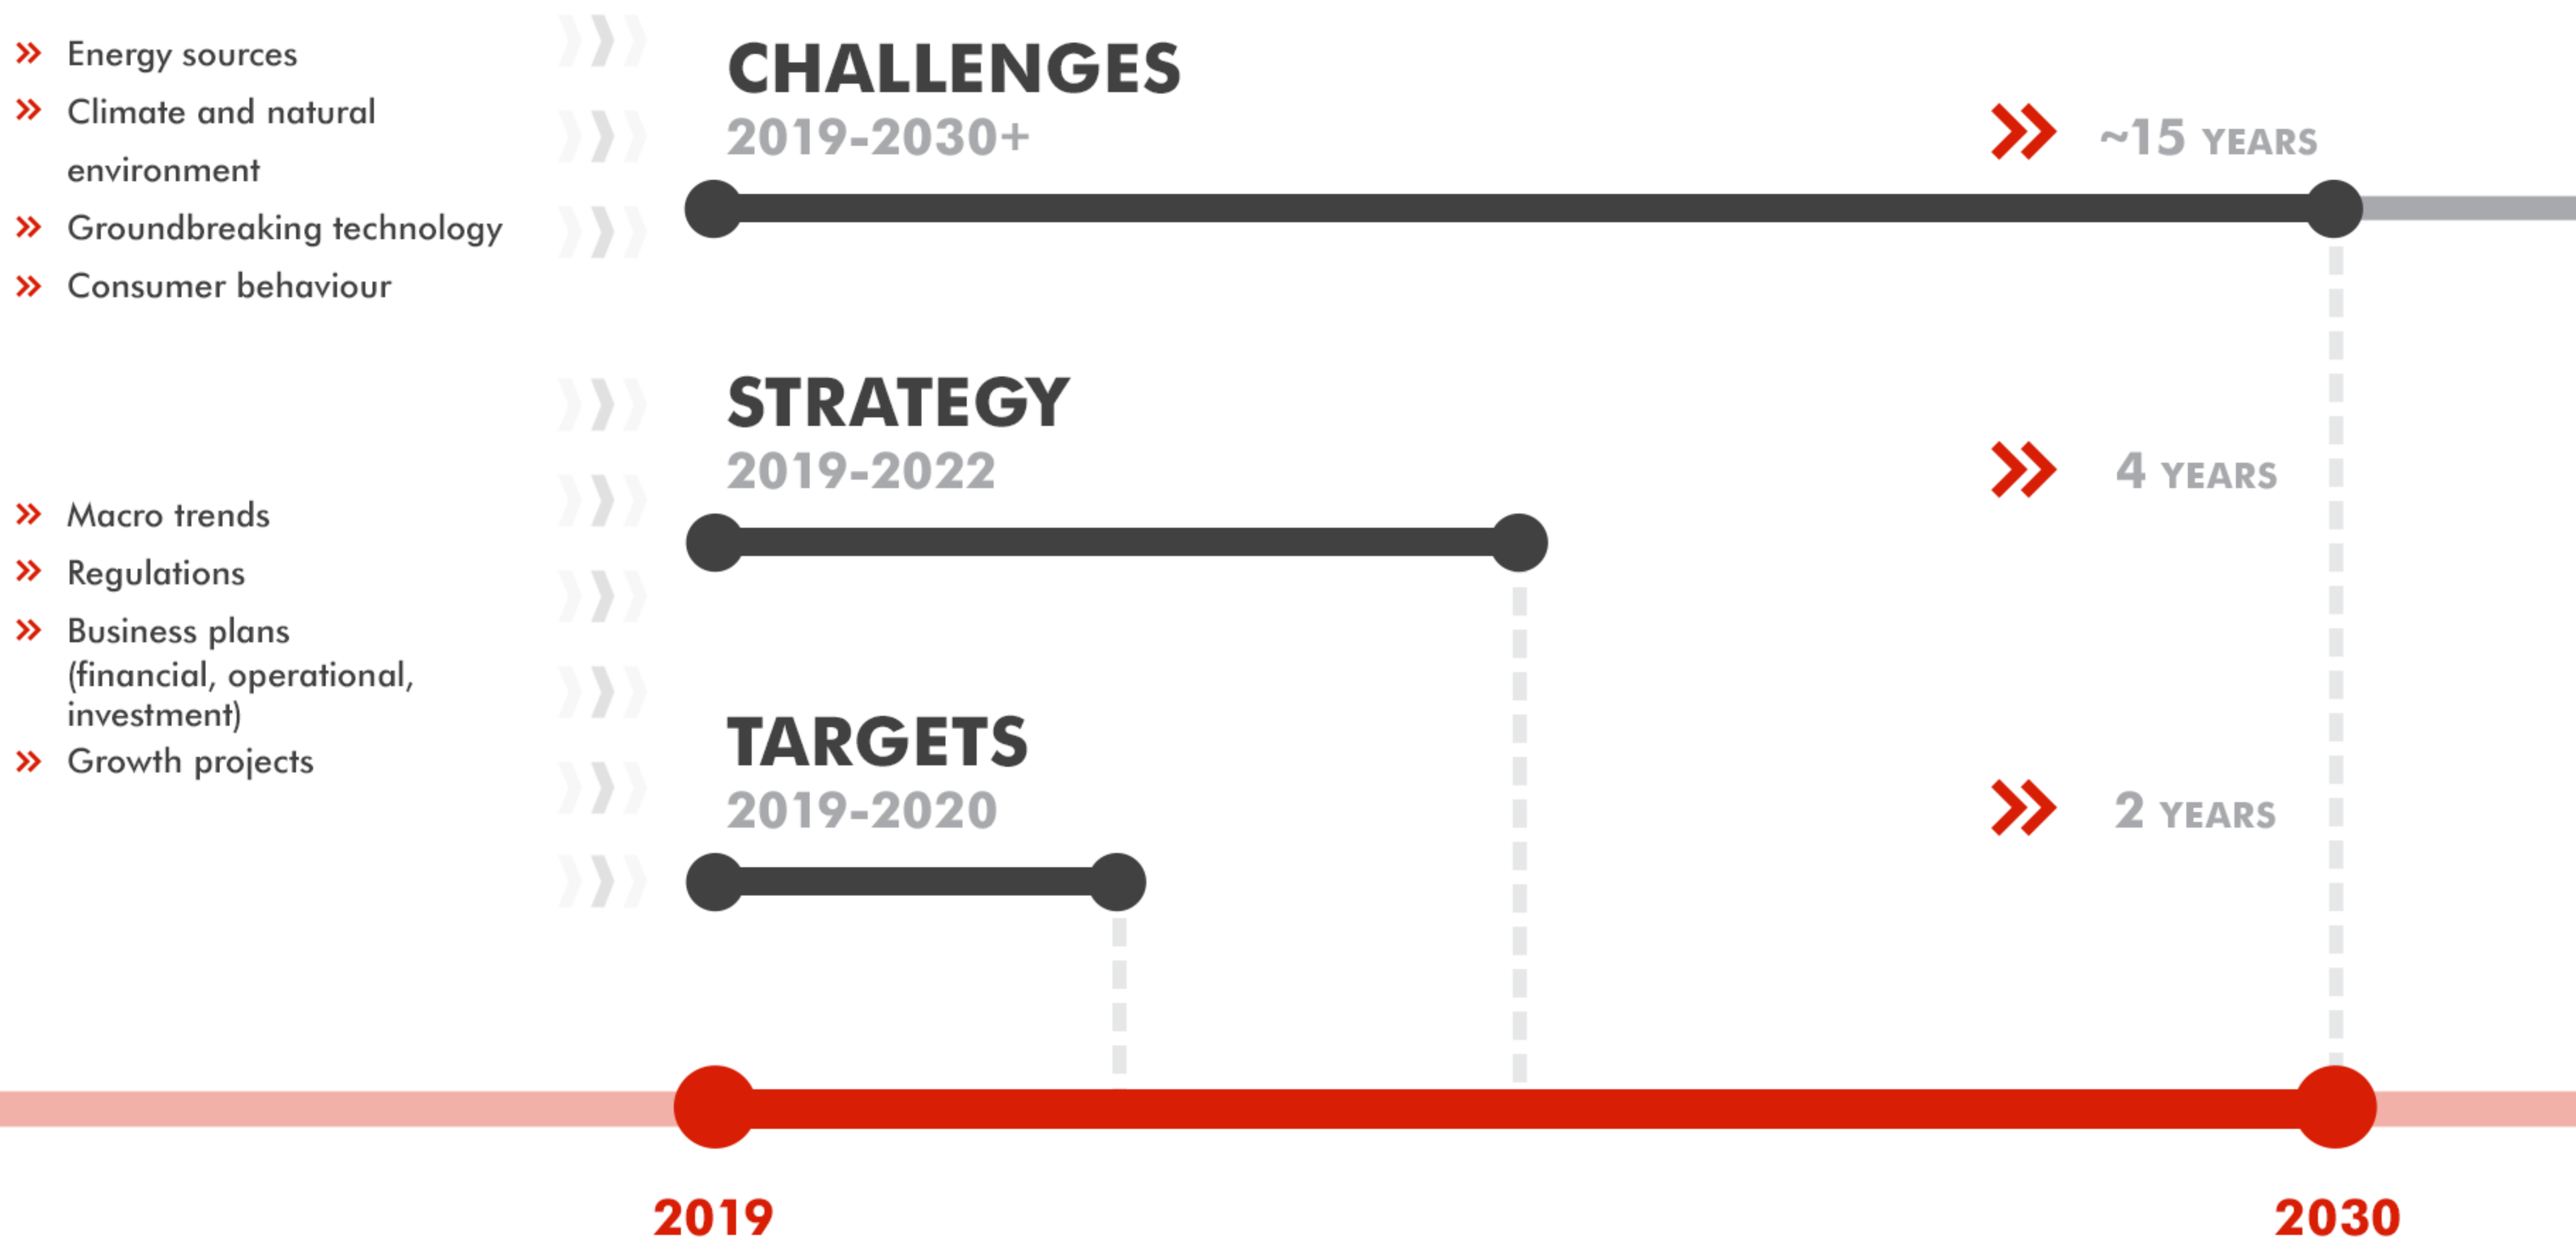 Energy sources
Climate and natural
environment
Groundbreaking technology
Consumer behaviour
CHALLENGES
2019-2030+
~15 YEARS
STRATEGY
2019-2022
4 YEARS
Macro trends
Regulations
Business plans
(financial, operational,
investment)
Growth projects
TARGETS
2019-2020
2 YEARS
2019
2030